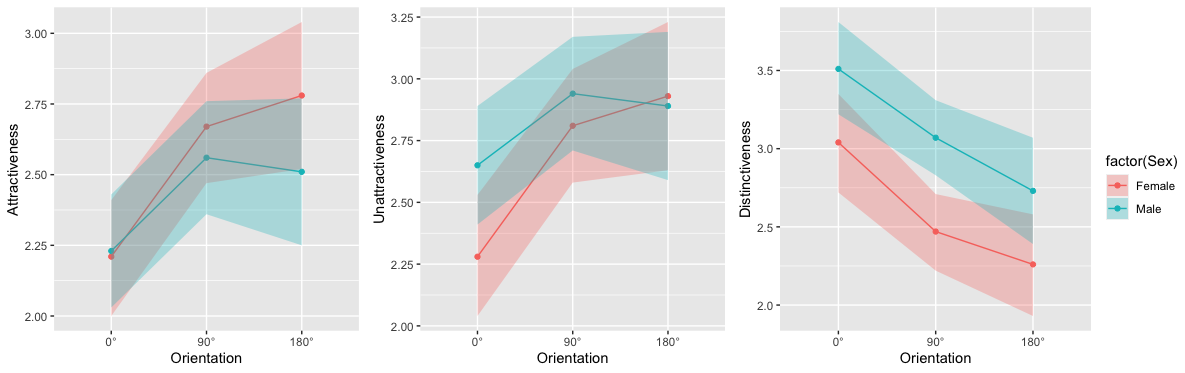 Attractiveness
3.00
2.75
2.50
2.25
2.00
0°
90°
180°
Orientation
Unattractiveness
3.25
3.00
2.75
2.50
2.25
2.00
0°
90°
180°
Orientation
Distinctiveness
3.5
3.0
2.5
2.0
0°
90°
180°
Orientation
factor(Sex)
Female
Male